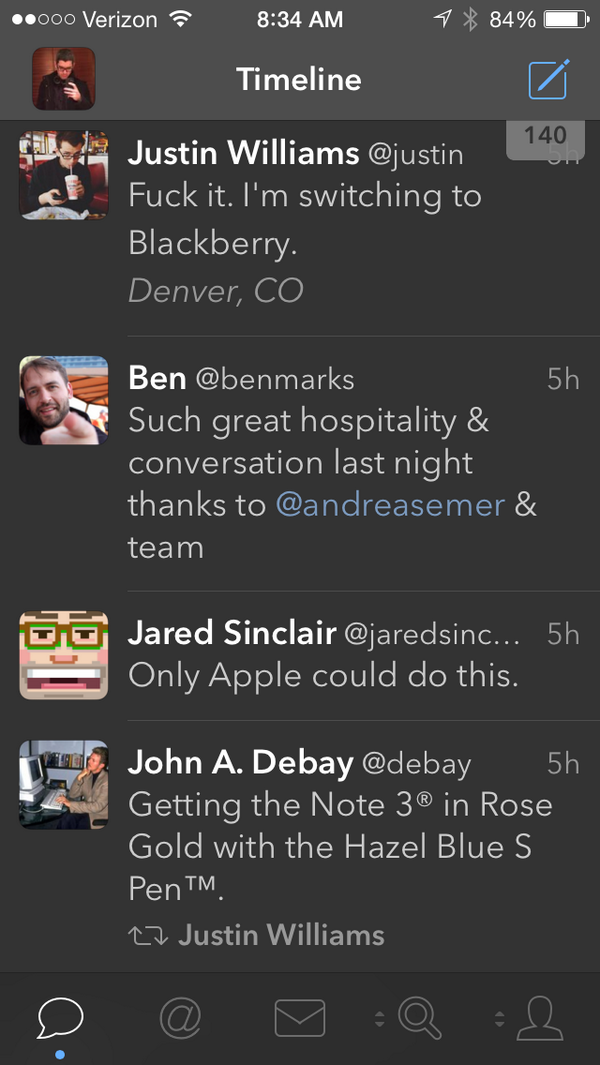 Verizon 8:34 AM 84%
Timeline
140
Justin Williams @justin 5h
Fuck it. I'm switching to
Blackberry.
Denver, CO
Ben @benmarks 5h
Such great hospitality &
conversation last night
thanks to @andreasemer &
team
Jared Sinclair @jaredsinc... 5h
Only Apple could do this.
John A. Debay @debay 5h
Getting the Note 3® in Rose
Gold with the Hazel Blue S
Pen™.
Justin Williams
@